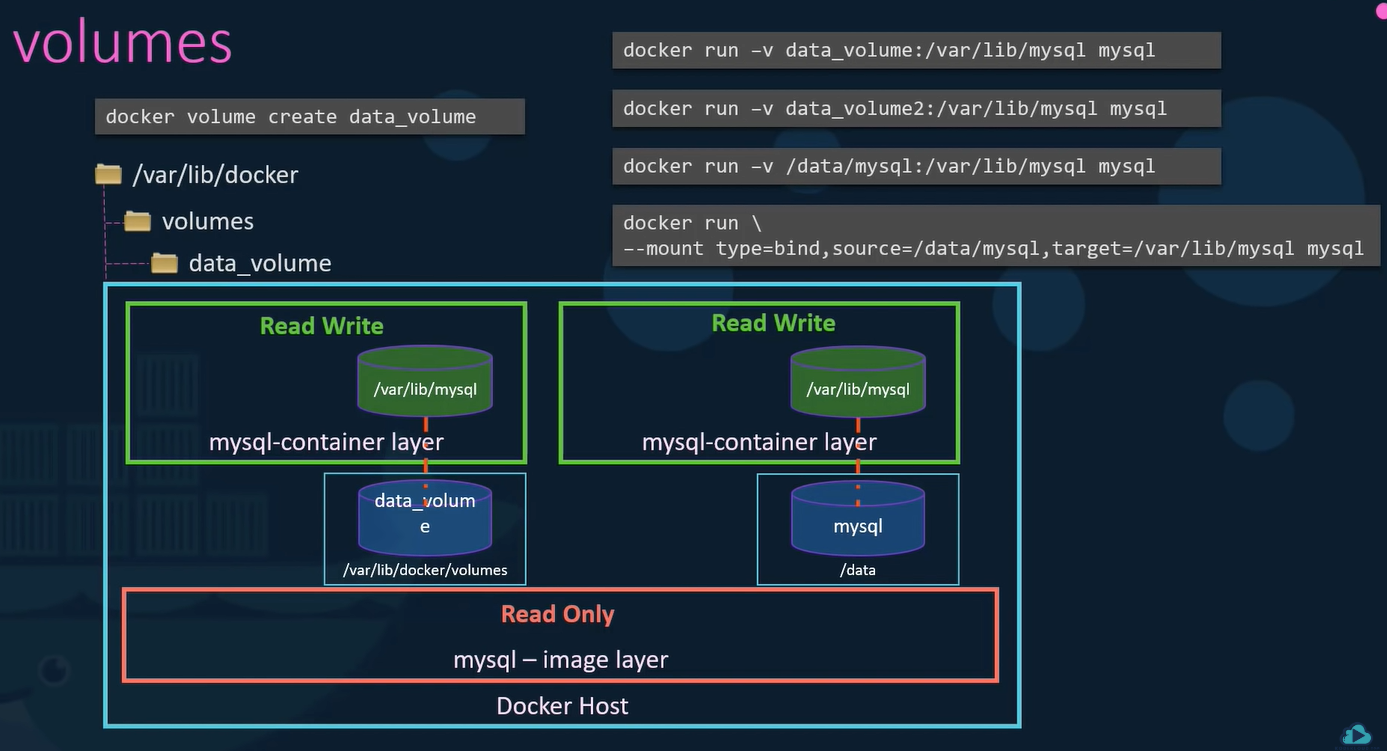 volumes
docker volume create data_volume
/var/lib/docker
volumes
data_volume
docker run –v data_volume:/var/lib/mysql mysql
docker run –v data_volume2:/var/lib/mysql mysql
docker run –v /data/mysql:/var/lib/mysql mysql
docker run \
--mount type=bind,source=/data/mysql,target=/var/lib/mysql mysql
Read Write
/var/lib/mysql
mysql-container layer
data_volum
e
/var/lib/docker/volumes
Read Write
/var/lib/mysql
mysql-container layer
mysql
/data
Read Only
mysql – image layer
Docker Host